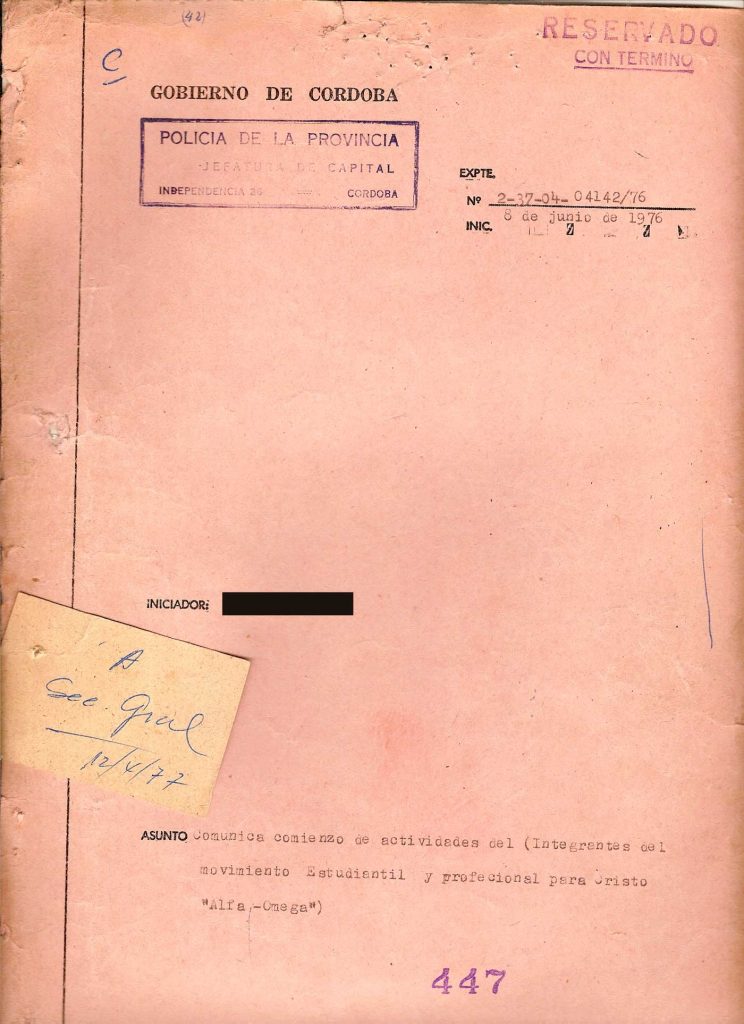 (42)
RESERVADO
CON TERMINO
C
GOBIERNO DE CORDOBA
POLICIA DE LA PROVINCIA
JEFATURA DE CAPITAL
INDEPENDENCIA 26 CORDOBA
EXPTE.
Nº 2-37-04-04142/76
INIC. 8 de junio de 1976
INICIADOR:
A
Sec. Gral
12/4/77
ASUNTO Comunica comienzo de actividades del (Integrantes del
movimiento Estudiantil y profecional para Cristo
"Alfa,-Omega")
447